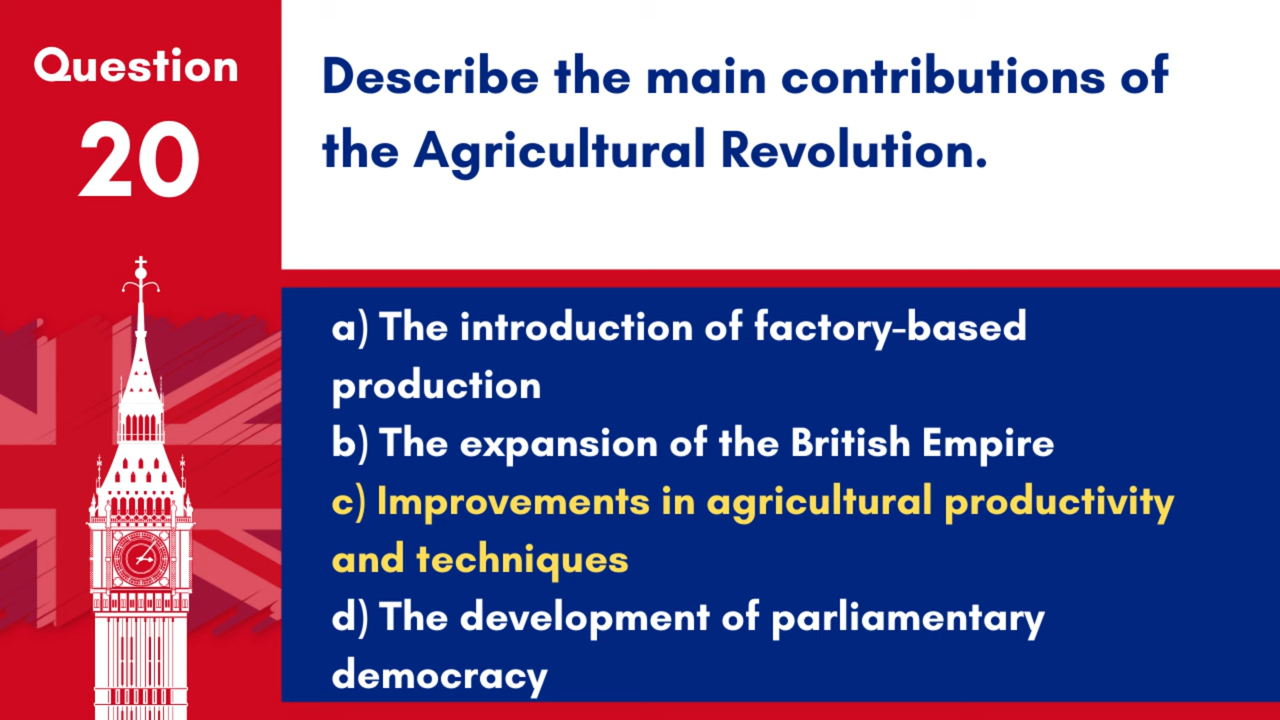 Question
20
Describe the main contributions of
the Agricultural Revolution.
a) The introduction of factory-based
production
b) The expansion of the British Empire
c) Improvements in agricultural productivity
and techniques
d) The development of parliamentary
democracy